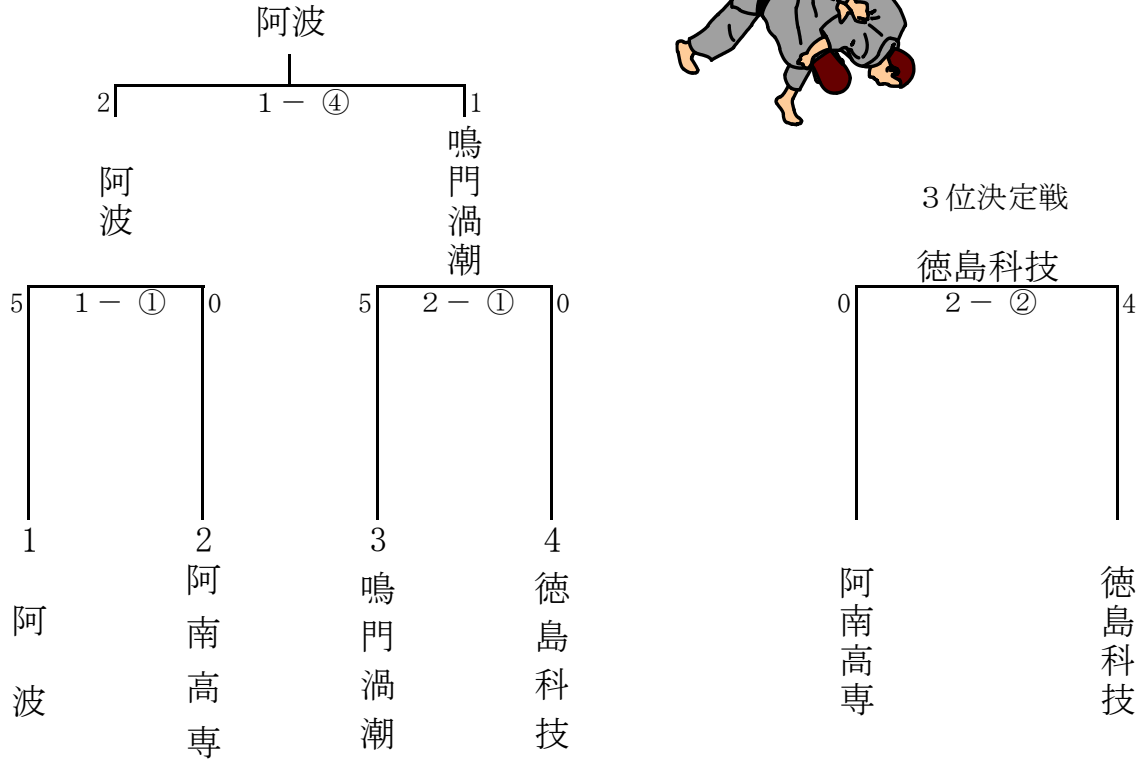 阿波
2 1－ ④ 1
阿波
鳴門渦潮
5 1－ ① 0
5 2－ ① 0
1
2
3
4
阿波
阿南高専
鳴門渦潮
徳島科技
３位決定戦
徳島科技
0 2－ ② 4
阿南高専
徳島科技